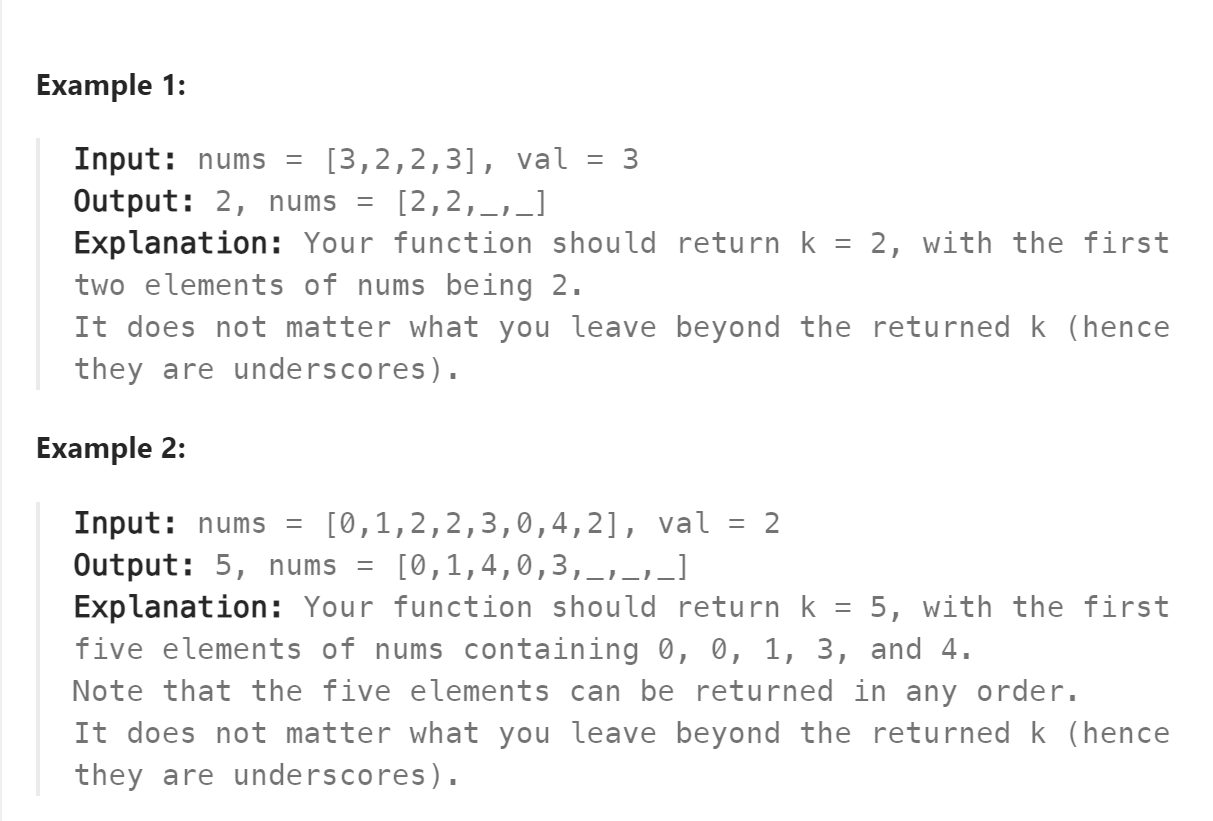 Example 1:
Input: nums = [3,2,2,3], val = 3
Output: 2, nums = [2,2,_,_]
Explanation: Your function should return k = 2, with the first
two elements of nums being 2.
It does not matter what you leave beyond the returned k (hence
they are underscores).
Example 2:
Input: nums = [0,1,2,2,3,0,4,2], val = 2
Output: 5, nums = [0,1,4,0,3,_,_,_]
Explanation: Your function should return k = 5, with the first
five elements of nums containing 0, 0, 1, 3, and 4.
Note that the five elements can be returned in any order.
It does not matter what you leave beyond the returned k (hence
they are underscores).